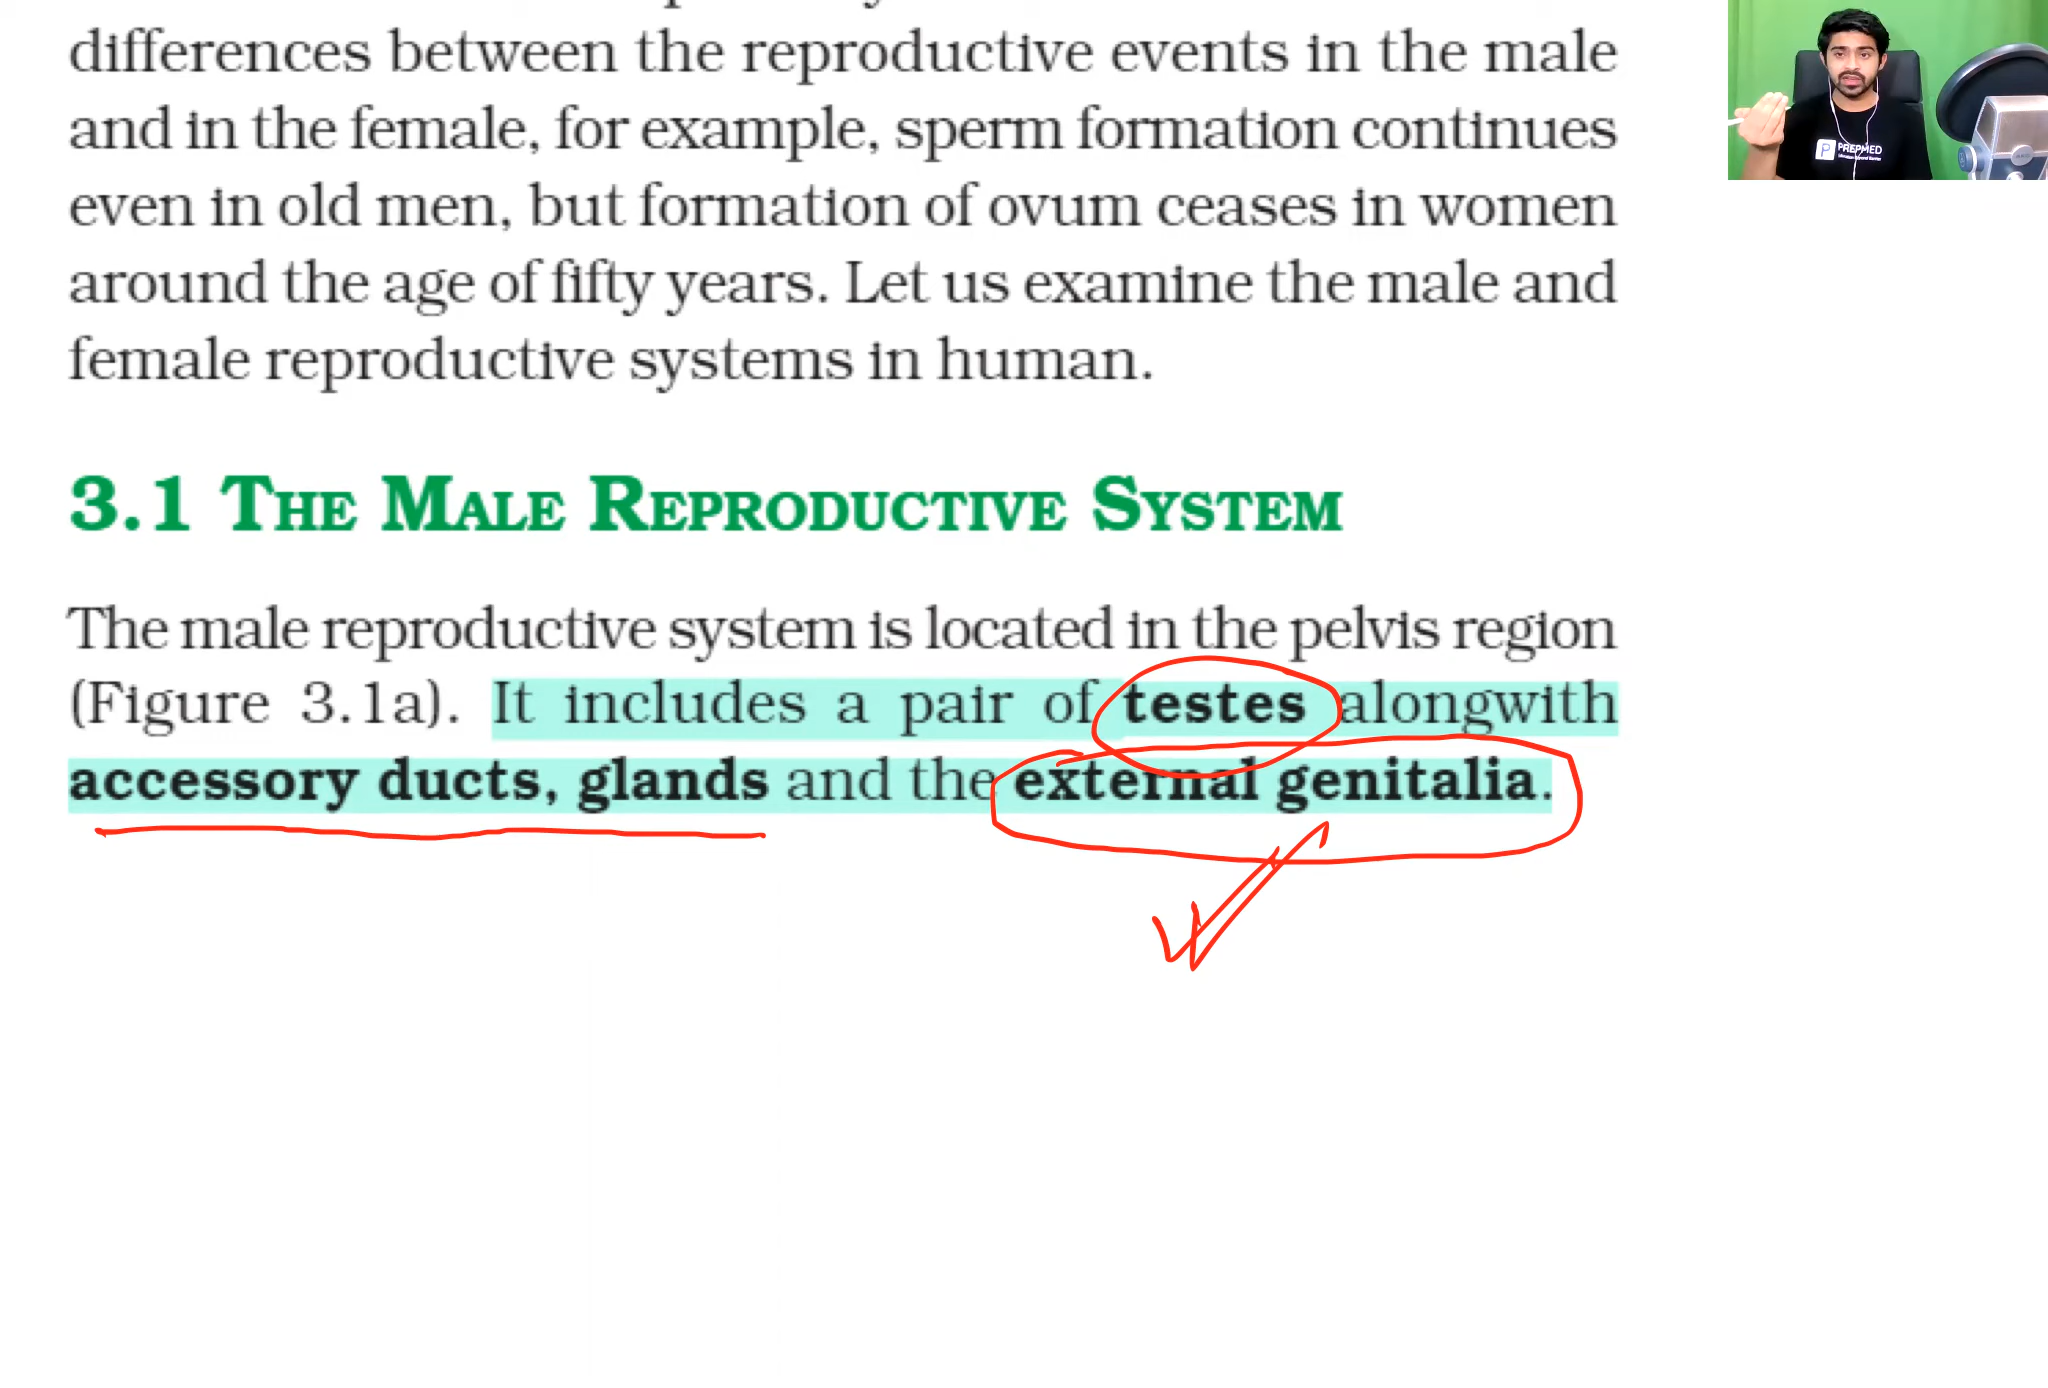 differences between the reproductive events in the male
and in the female, for example, sperm formation continues
even in old men, but formation of ovum ceases in women
around the age of fifty years. Let us examine the male and
female reproductive systems in human.
3.1 THE MALE REPRODUCTIVE SYSTEM
The male reproductive system is located in the pelvis region
(Figure 3.1a). It includes a pair of testes alongwith
accessory ducts, glands and the external genitalia.
P PREPMED